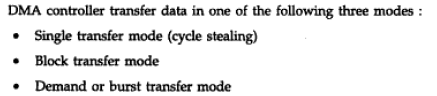 DMA controller transfer data in one of the following three modes :
• Single transfer mode (cycle stealing)
• Block transfer mode
• Demand or burst transfer mode